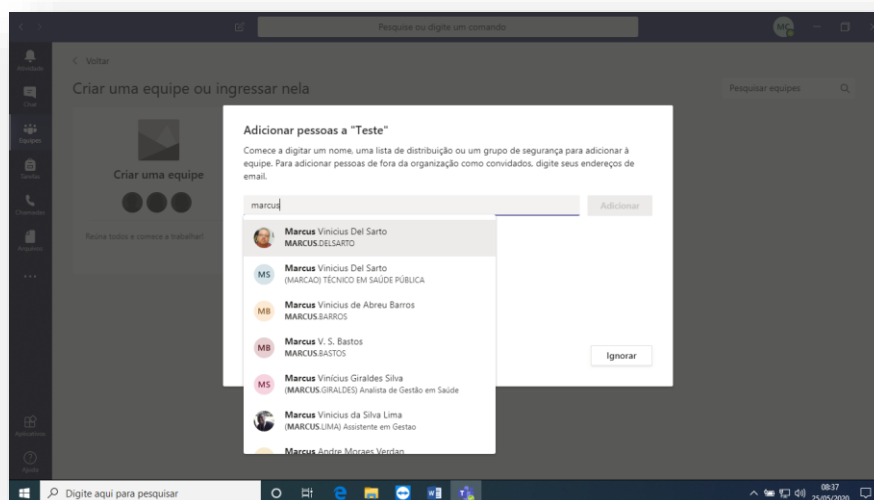 Pesquise ou digite um comando
MC
Atividade
Voltar
Chat
Criar uma equipe ou ingressar nela
Pesquisar equipes
Equipes
Adicionar pessoas a "Teste"
Comece a digitar um nome, uma lista de distribuição ou um grupo de segurança para adicionar à
equipe. Para adicionar pessoas de fora da organização como convidados, digite seus endereços de
email.
Tarefas
Criar uma equipe
marcus
Adicionar
Chamadas
Reúna todos e comece a trabalhar!
Arquivos
Marcus Vinicius Del Sarto
MARCUS.DELSARTO
MS
Marcus Vinicius Del Sarto
(MARCAO) TÉCNICO EM SAÚDE PÚBLICA
MB
Marcus Vinicius de Abreu Barros
MARCUS.BARROS
MB
Marcus V. S. Bastos
MARCUS.BASTOS
Ignorar
MS
Marcus Vinícius Giraldes Silva
(MARCUS.GIRALDES) Analista de Gestão em Saúde
Marcus Vinicius da Silva Lima
(MARCUS.LIMA) Assistente em Gestao
Marcus Andre Moraes Verdan
Aplicativos
Ajuda
Digite aqui para pesquisar
08:37
25/05/2020